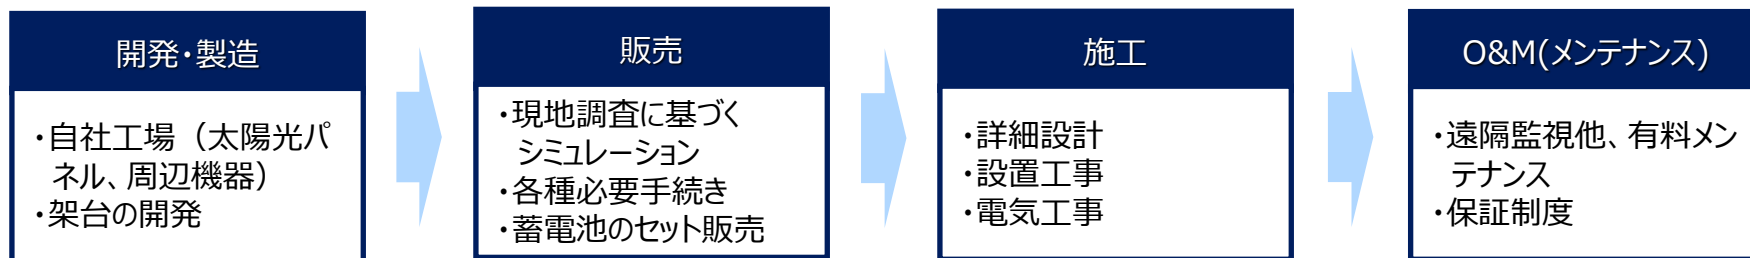 開発・製造
・自社工場（太陽光パ
ネル、周辺機器）
・架台の開発
販売
・現地調査に基づく
シミュレーション
・各種必要手続き
・蓄電池のセット販売
施工
・詳細設計
・設置工事
・電気工事
O&M(メンテナンス)
・遠隔監視他、有料メン
テナンス
・保証制度